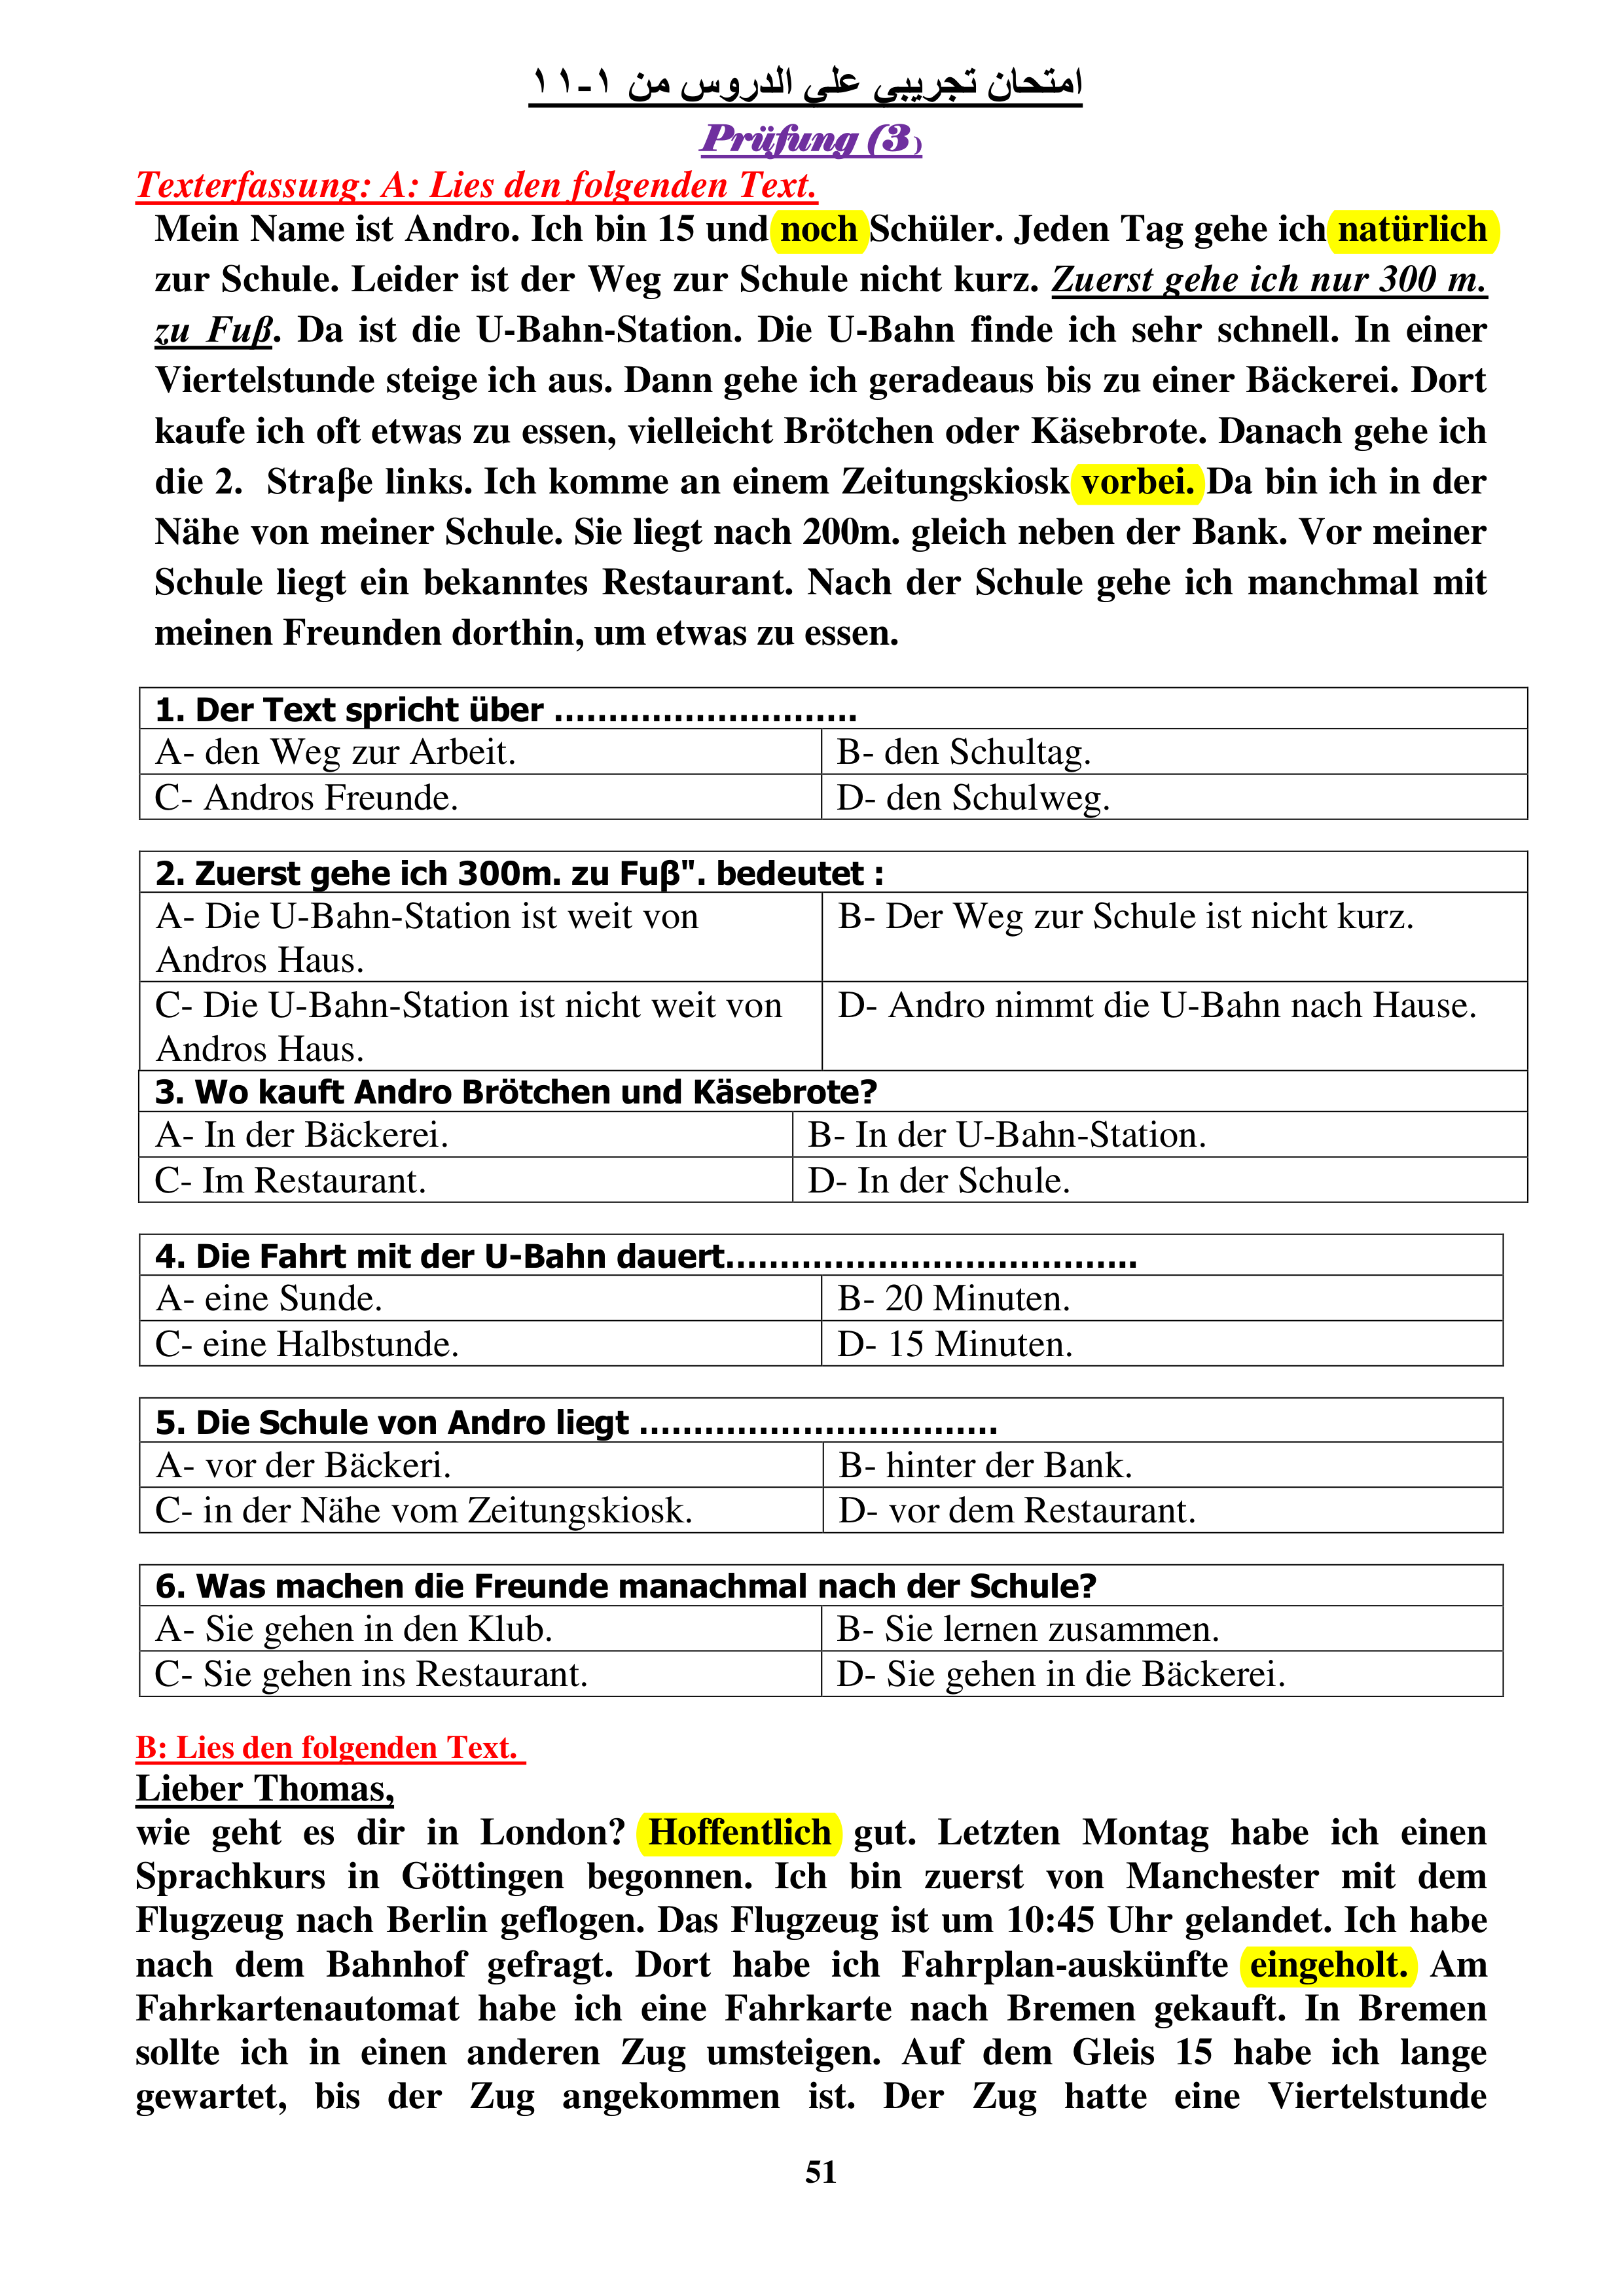 امتحان تجريبي علي الدروس من ١-١١
Prüfung (3)
Texterfassung: A: Lies den folgenden Text.
Mein Name ist Andro. Ich bin 15 und noch Schüler. Jeden Tag gehe ich natürlich
zur Schule. Leider ist der Weg zur Schule nicht kurz. Zuerst gehe ich nur 300 m.
zu Fuß. Da ist die U-Bahn-Station. Die U-Bahn finde ich sehr schnell. In einer
Viertelstunde steige ich aus. Dann gehe ich geradeaus bis zu einer Bäckerei. Dort
kaufe ich oft etwas zu essen, vielleicht Brötchen oder Käsebrote. Danach gehe ich
die 2. Straβe links. Ich komme an einem Zeitungskiosk vorbei. Da bin ich in der
Nähe von meiner Schule. Sie liegt nach 200m. gleich neben der Bank. Vor meiner
Schule liegt ein bekanntes Restaurant. Nach der Schule gehe ich manchmal mit
meinen Freunden dorthin, um etwas zu essen.
1. Der Text spricht über ............................
A- den Weg zur Arbeit.
B- den Schultag.
C- Andros Freunde.
D- den Schulweg.
2. Zuerst gehe ich 300m. zu Fuβ". bedeutet :
A- Die U-Bahn-Station ist weit von
Andros Haus.
B- Der Weg zur Schule ist nicht kurz.
C- Die U-Bahn-Station ist nicht weit von
Andros Haus.
D- Andro nimmt die U-Bahn nach Hause.
3. Wo kauft Andro Brötchen und Käsebrote?
A- In der Bäckerei.
B- In der U-Bahn-Station.
C- Im Restaurant.
D- In der Schule.
4. Die Fahrt mit der U-Bahn dauert......................................
A- eine Sunde.
B- 20 Minuten.
C- eine Halbstunde.
D- 15 Minuten.
5. Die Schule von Andro liegt .................................
A- vor der Bäckeri.
B- hinter der Bank.
C- in der Nähe vom Zeitungskiosk.
D- vor dem Restaurant.
6. Was machen die Freunde manachmal nach der Schule?
A- Sie gehen in den Klub.
B- Sie lernen zusammen.
C- Sie gehen ins Restaurant.
D- Sie gehen in die Bäckerei.
B: Lies den folgenden Text.
Lieber Thomas,
wie geht es dir in London? Hoffentlich gut. Letzten Montag habe ich einen
Sprachkurs in Göttingen begonnen. Ich bin zuerst von Manchester mit dem
Flugzeug nach Berlin geflogen. Das Flugzeug ist um 10:45 Uhr gelandet. Ich habe
nach dem Bahnhof gefragt. Dort habe ich Fahrplan-auskünfte eingeholt. Am
Fahrkartenautomat habe ich eine Fahrkarte nach Bremen gekauft. In Bremen
sollte ich in einen anderen Zug umsteigen. Auf dem Gleis 15 habe ich lange
gewartet, bis der Zug angekommen ist. Der Zug hatte eine Viertelstunde
51